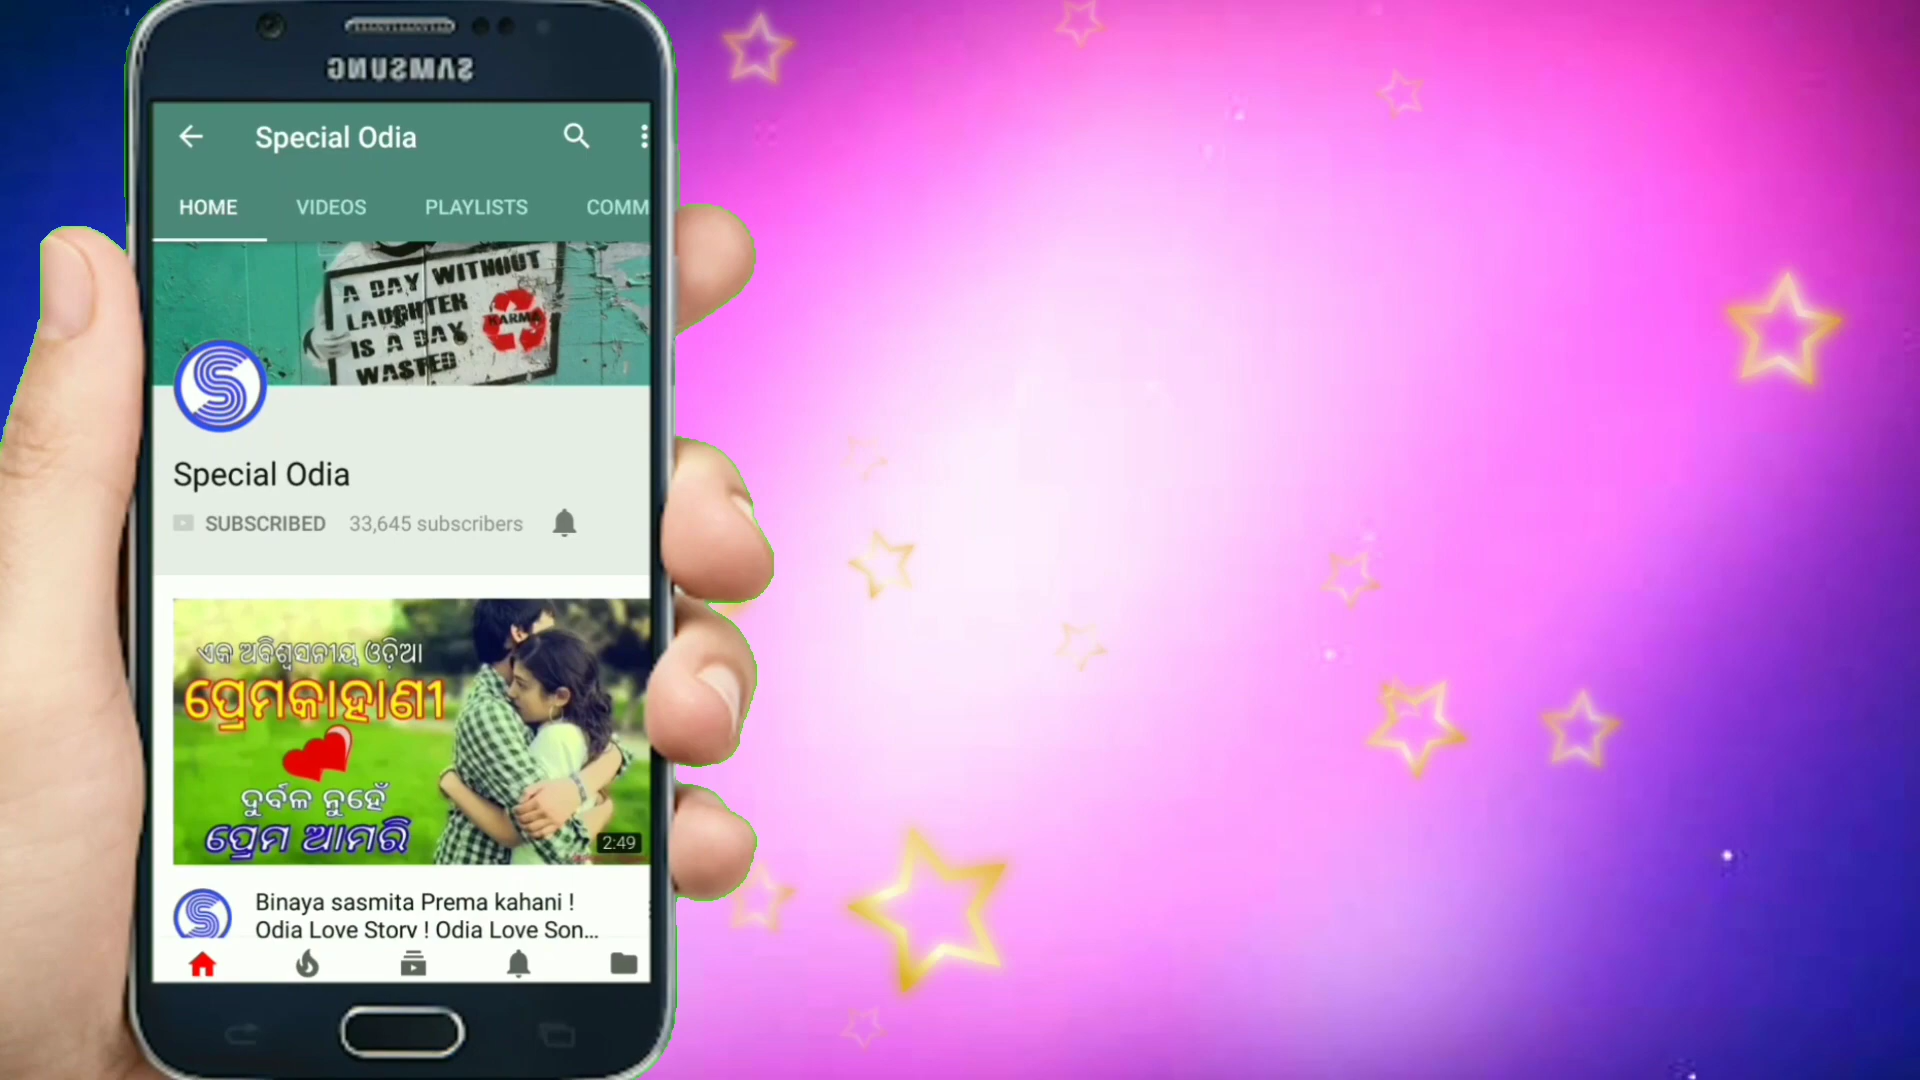 SAMSUNG
Special Odia
HOME VIDEOS PLAYLISTS COMM
A DAY WITHOUT
LAUGHTER
IS A DAY
WASTED
KARMA
Special Odia
SUBSCRIBED 33,645 subscribers
ଏକ ଅବିଶ୍ୱସନୀୟ ଓଡ଼ିଆ
ପ୍ରେମକାହାଣୀ
ଦୁର୍ବଳ ନୁହେଁ
ପ୍ରେମ ଆମରି
2:49
Binaya sasmita Prema kahani !
Odia Love Story ! Odia Love Son...